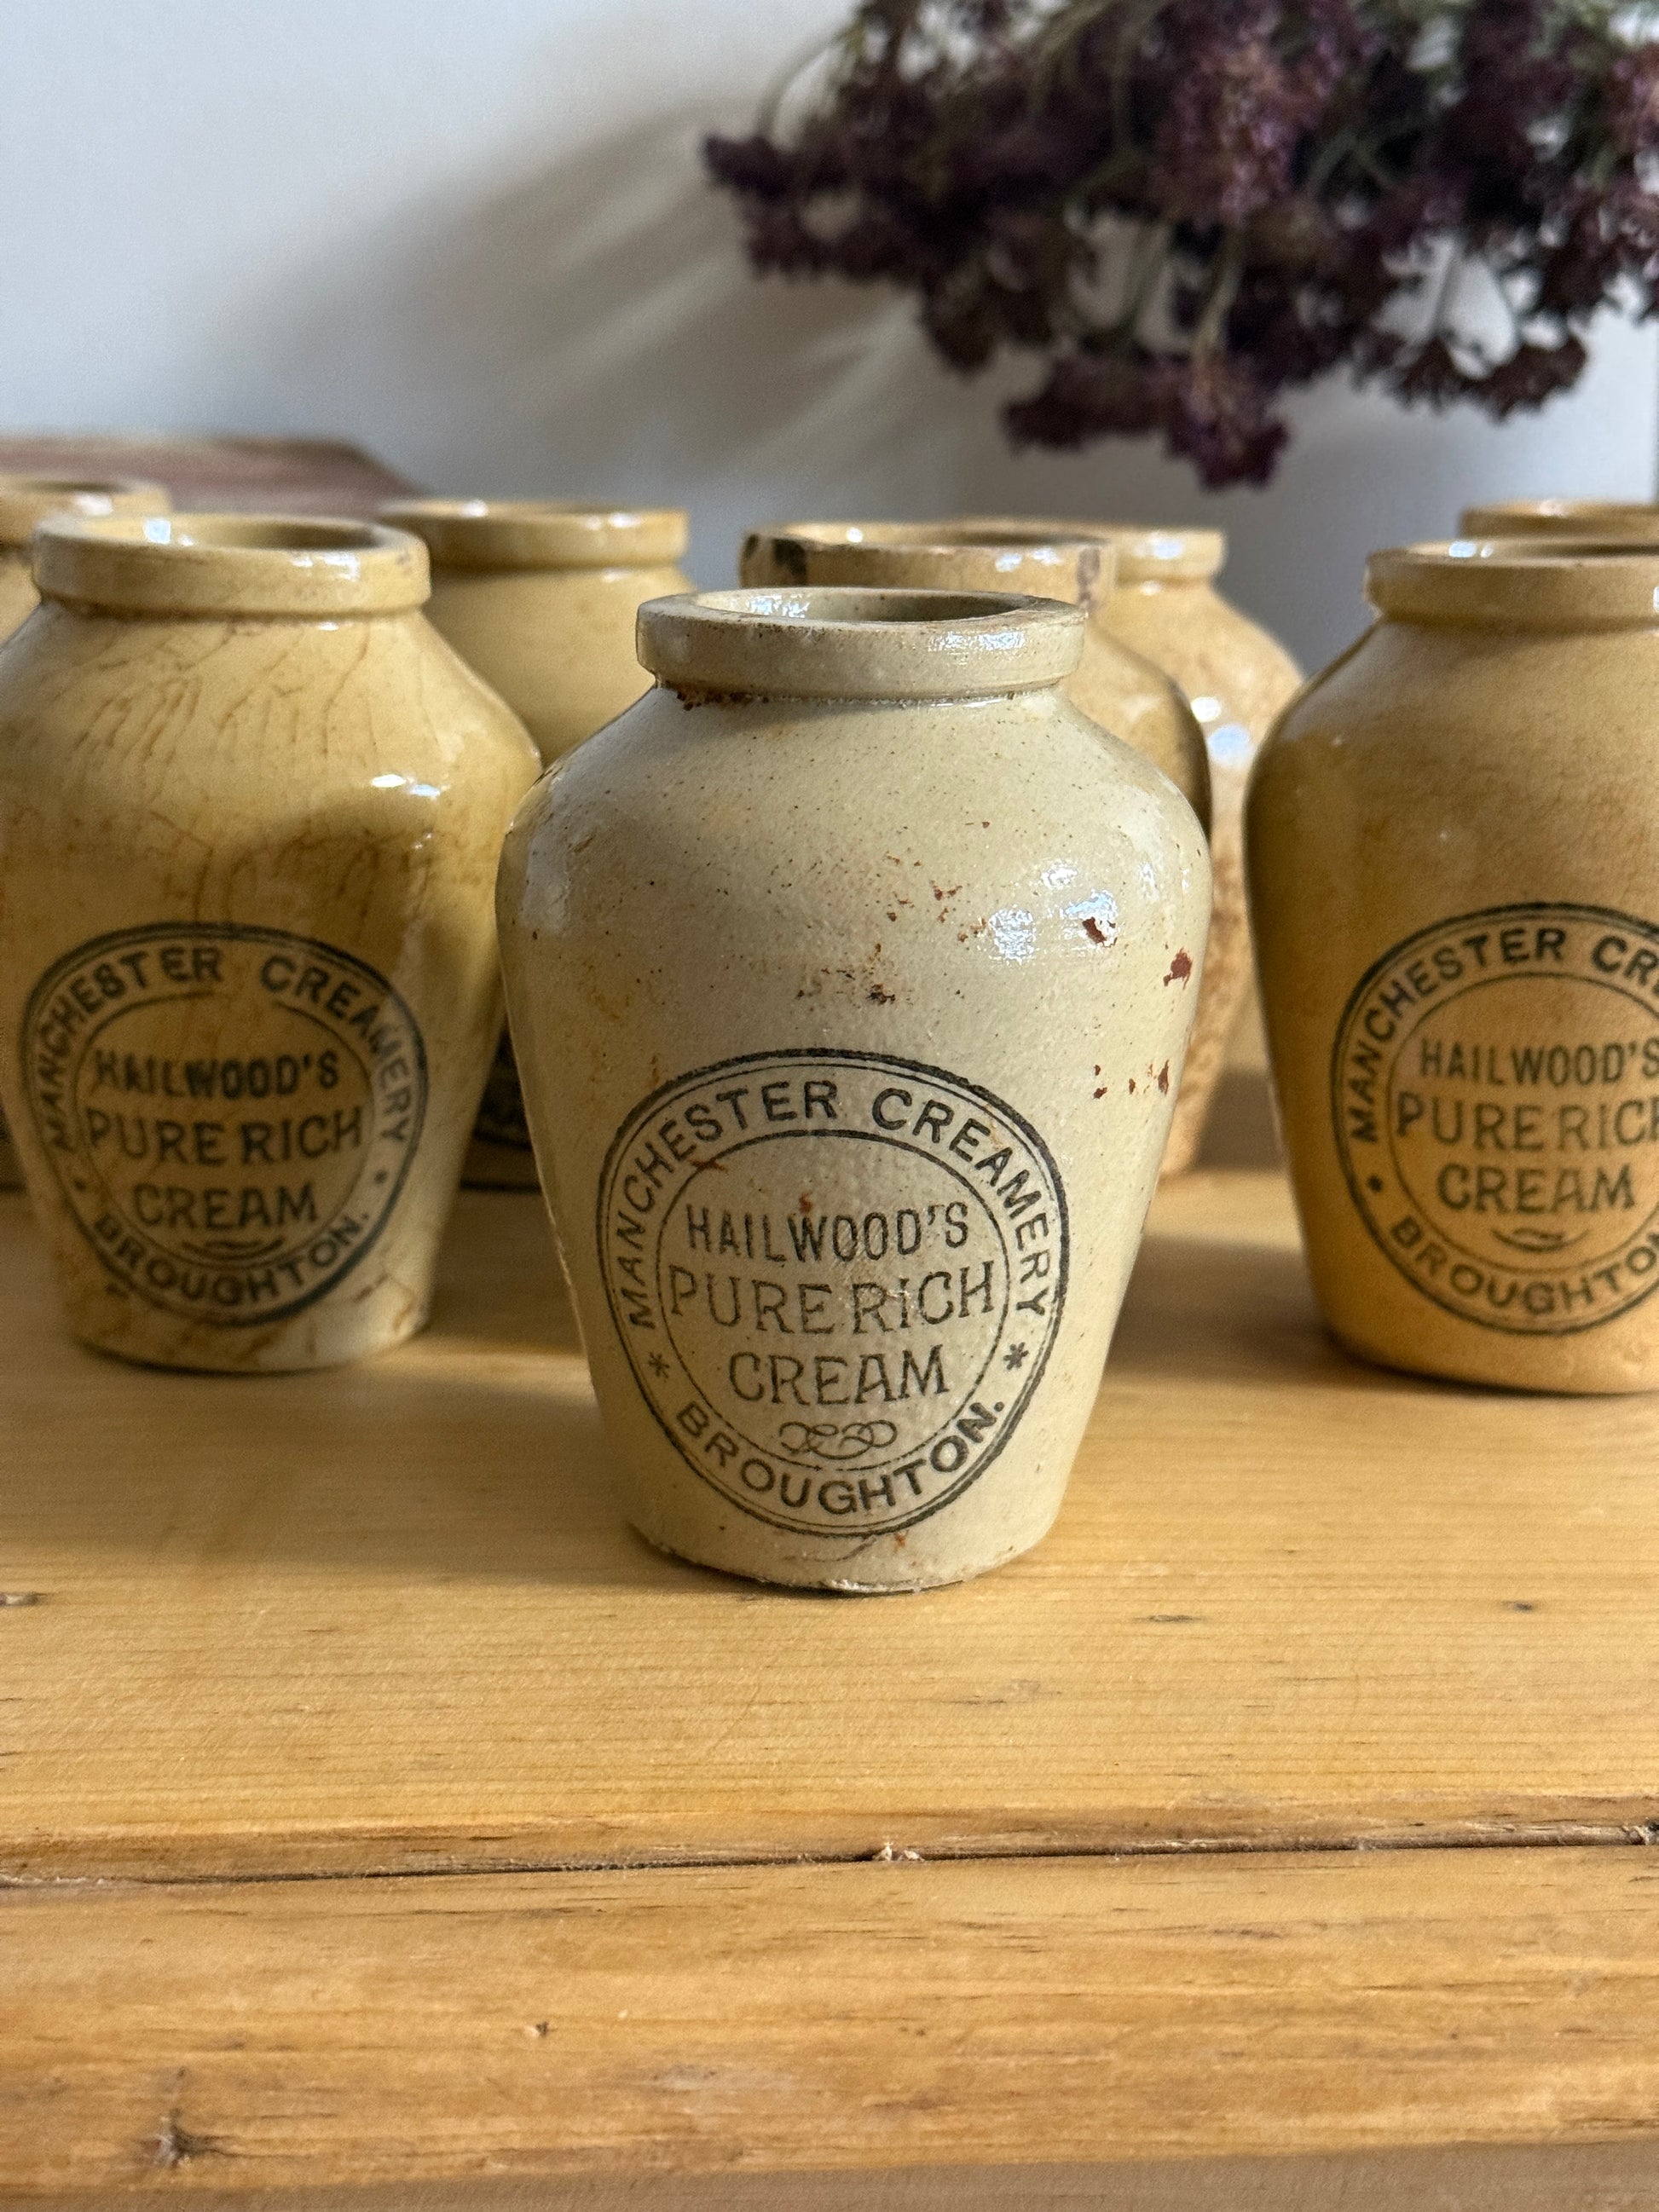 MANCHESTER CREAMERY
HAILWOOD'S
PURE RICH
CREAM
BROUGHTON.
MANCHESTER CREAMERY
* *
HAILWOOD'S
PURE RICH
CREAM
BROUGHTON.
MANCHESTER CRE
HAILWOOD'S
PURE RICH
CREAM
BROUGHTON